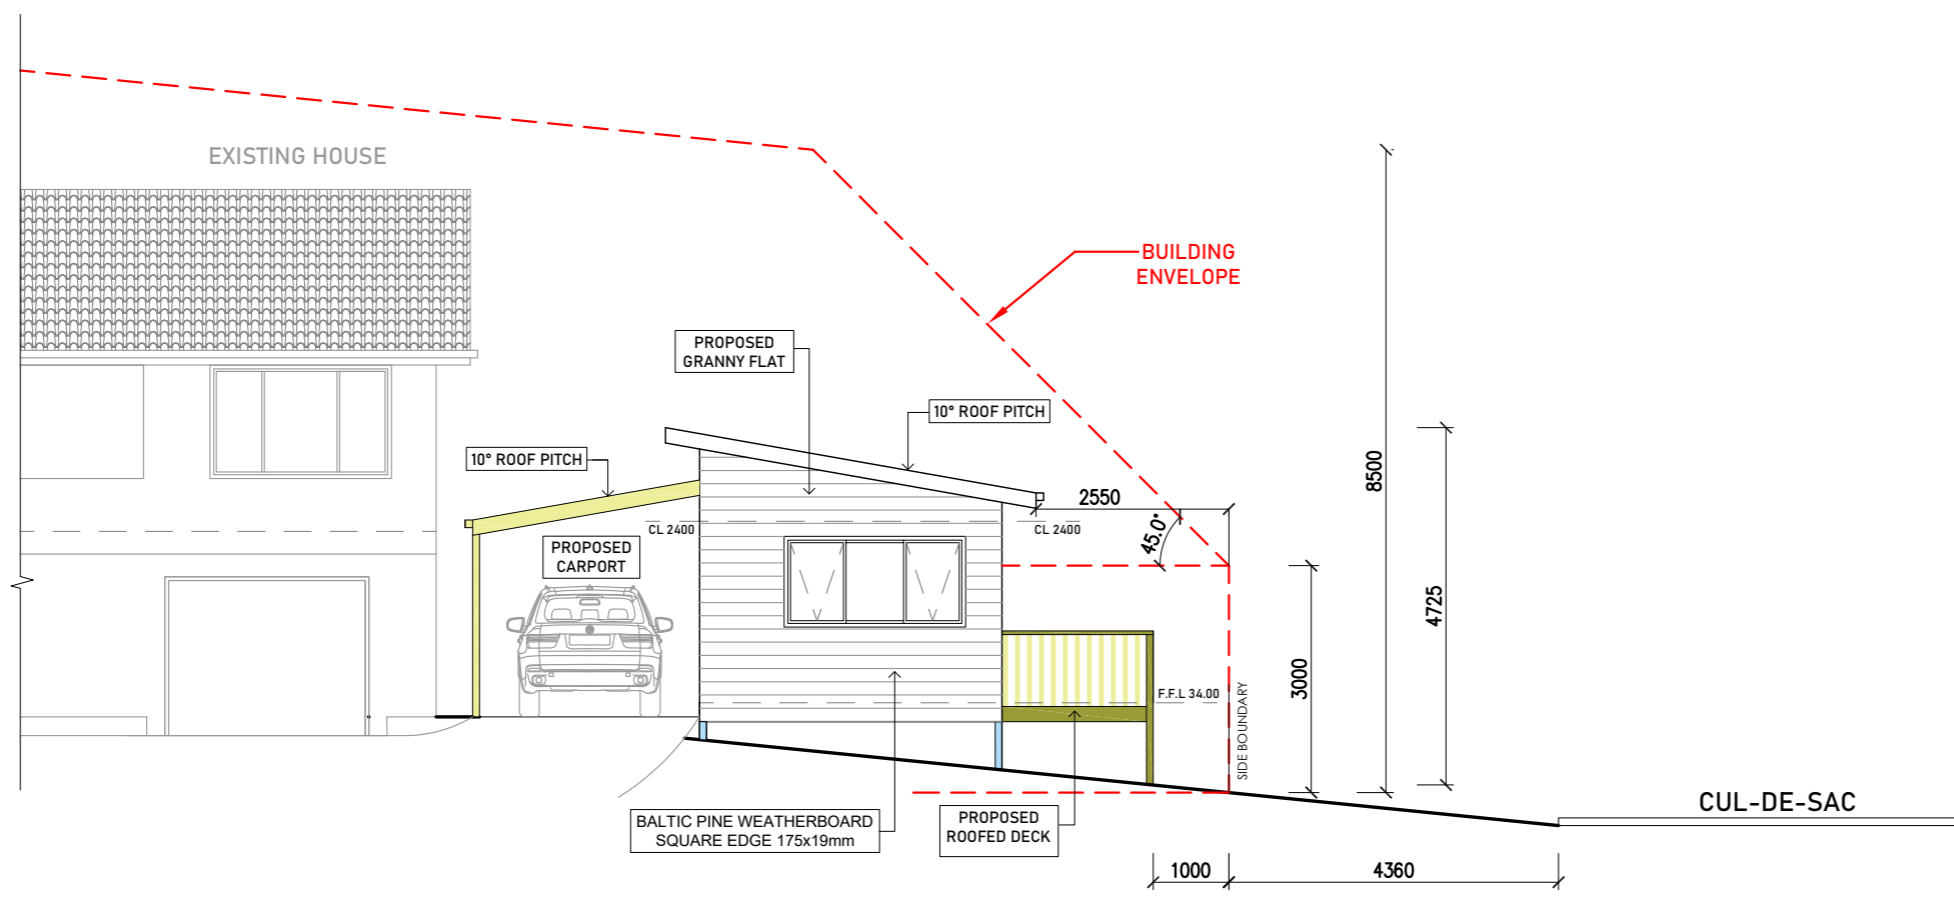 EXISTING HOUSE
BUILDING
ENVELOPE
PROPOSED
GRANNY FLAT
10° ROOF PITCH
10° ROOF PITCH
2550
8500
CL 2400
CL 2400
45.0°
PROPOSED
CARPORT
4725
3000
F.F.L 34.00
SIDE BOUNDARY
BALTIC PINE WEATHERBOARD
SQUARE EDGE 175x19mm
PROPOSED
ROOFED DECK
CUL-DE-SAC
1000
4360